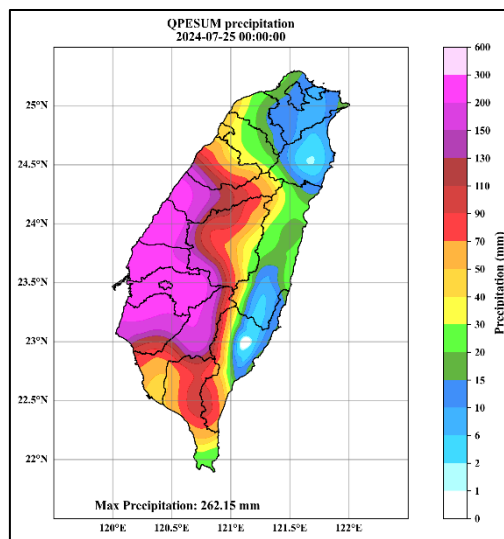 QPESUM precipitation
2024-07-25 00:00:00
25°N
24.5°N
24°N
23.5°N
23°N
22.5°N
22°N
Max Precipitation: 262.15 mm
120°E
120.5°E
121°E
121.5°E
122°E
600
300
200
130
110
90
70
50
40
30
20
15
10
6
2
1
0
Precipitation (mm)